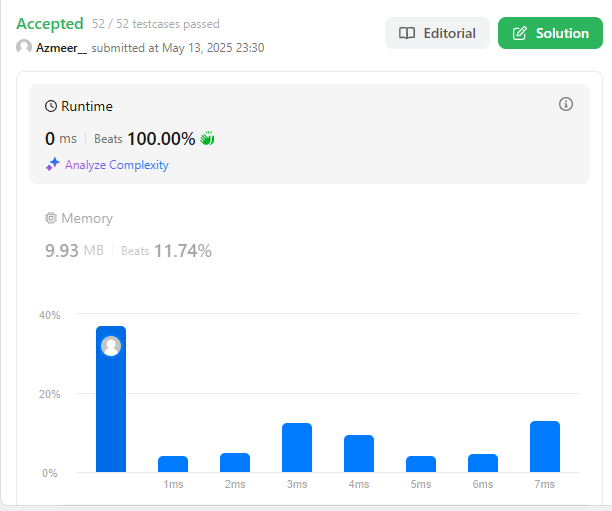 Accepted 52 / 52 testcases passed
Azmeer__ submitted at May 13, 2025 23:30
Editorial
Solution
Runtime
0 ms Beats 100.00%
Analyze Complexity
Memory
9.93 MB Beats 11.74%
40%
20%
0%
1ms 2ms 3ms 4ms 5ms 6ms 7ms